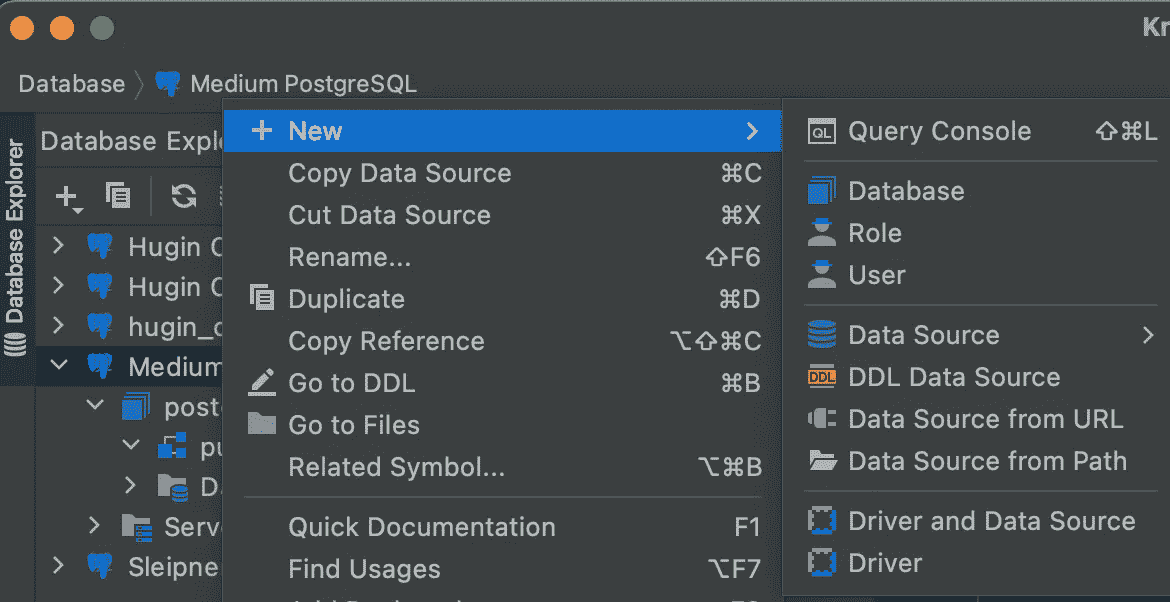 Kr
Database
Medium PostgreSQL
Database Explorer
Database Expl
Hugin
Hugin
hugin_
Medium
post
pu
D
Serv
Sleipne
New
Copy Data Source ⌘C
Cut Data Source ⌘X
Rename... ⇧F6
Duplicate ⌘D
Copy Reference ⌥⇧⌘C
Go to DDL ⌘B
Go to Files
Related Symbol... ⌥⌘B
Quick Documentation F1
Find Usages ⌥F7
QL Query Console ⇧⌘L
Database
Role
User
Data Source
DDL DDL Data Source
Data Source from URL
Data Source from Path
Driver and Data Source
Driver